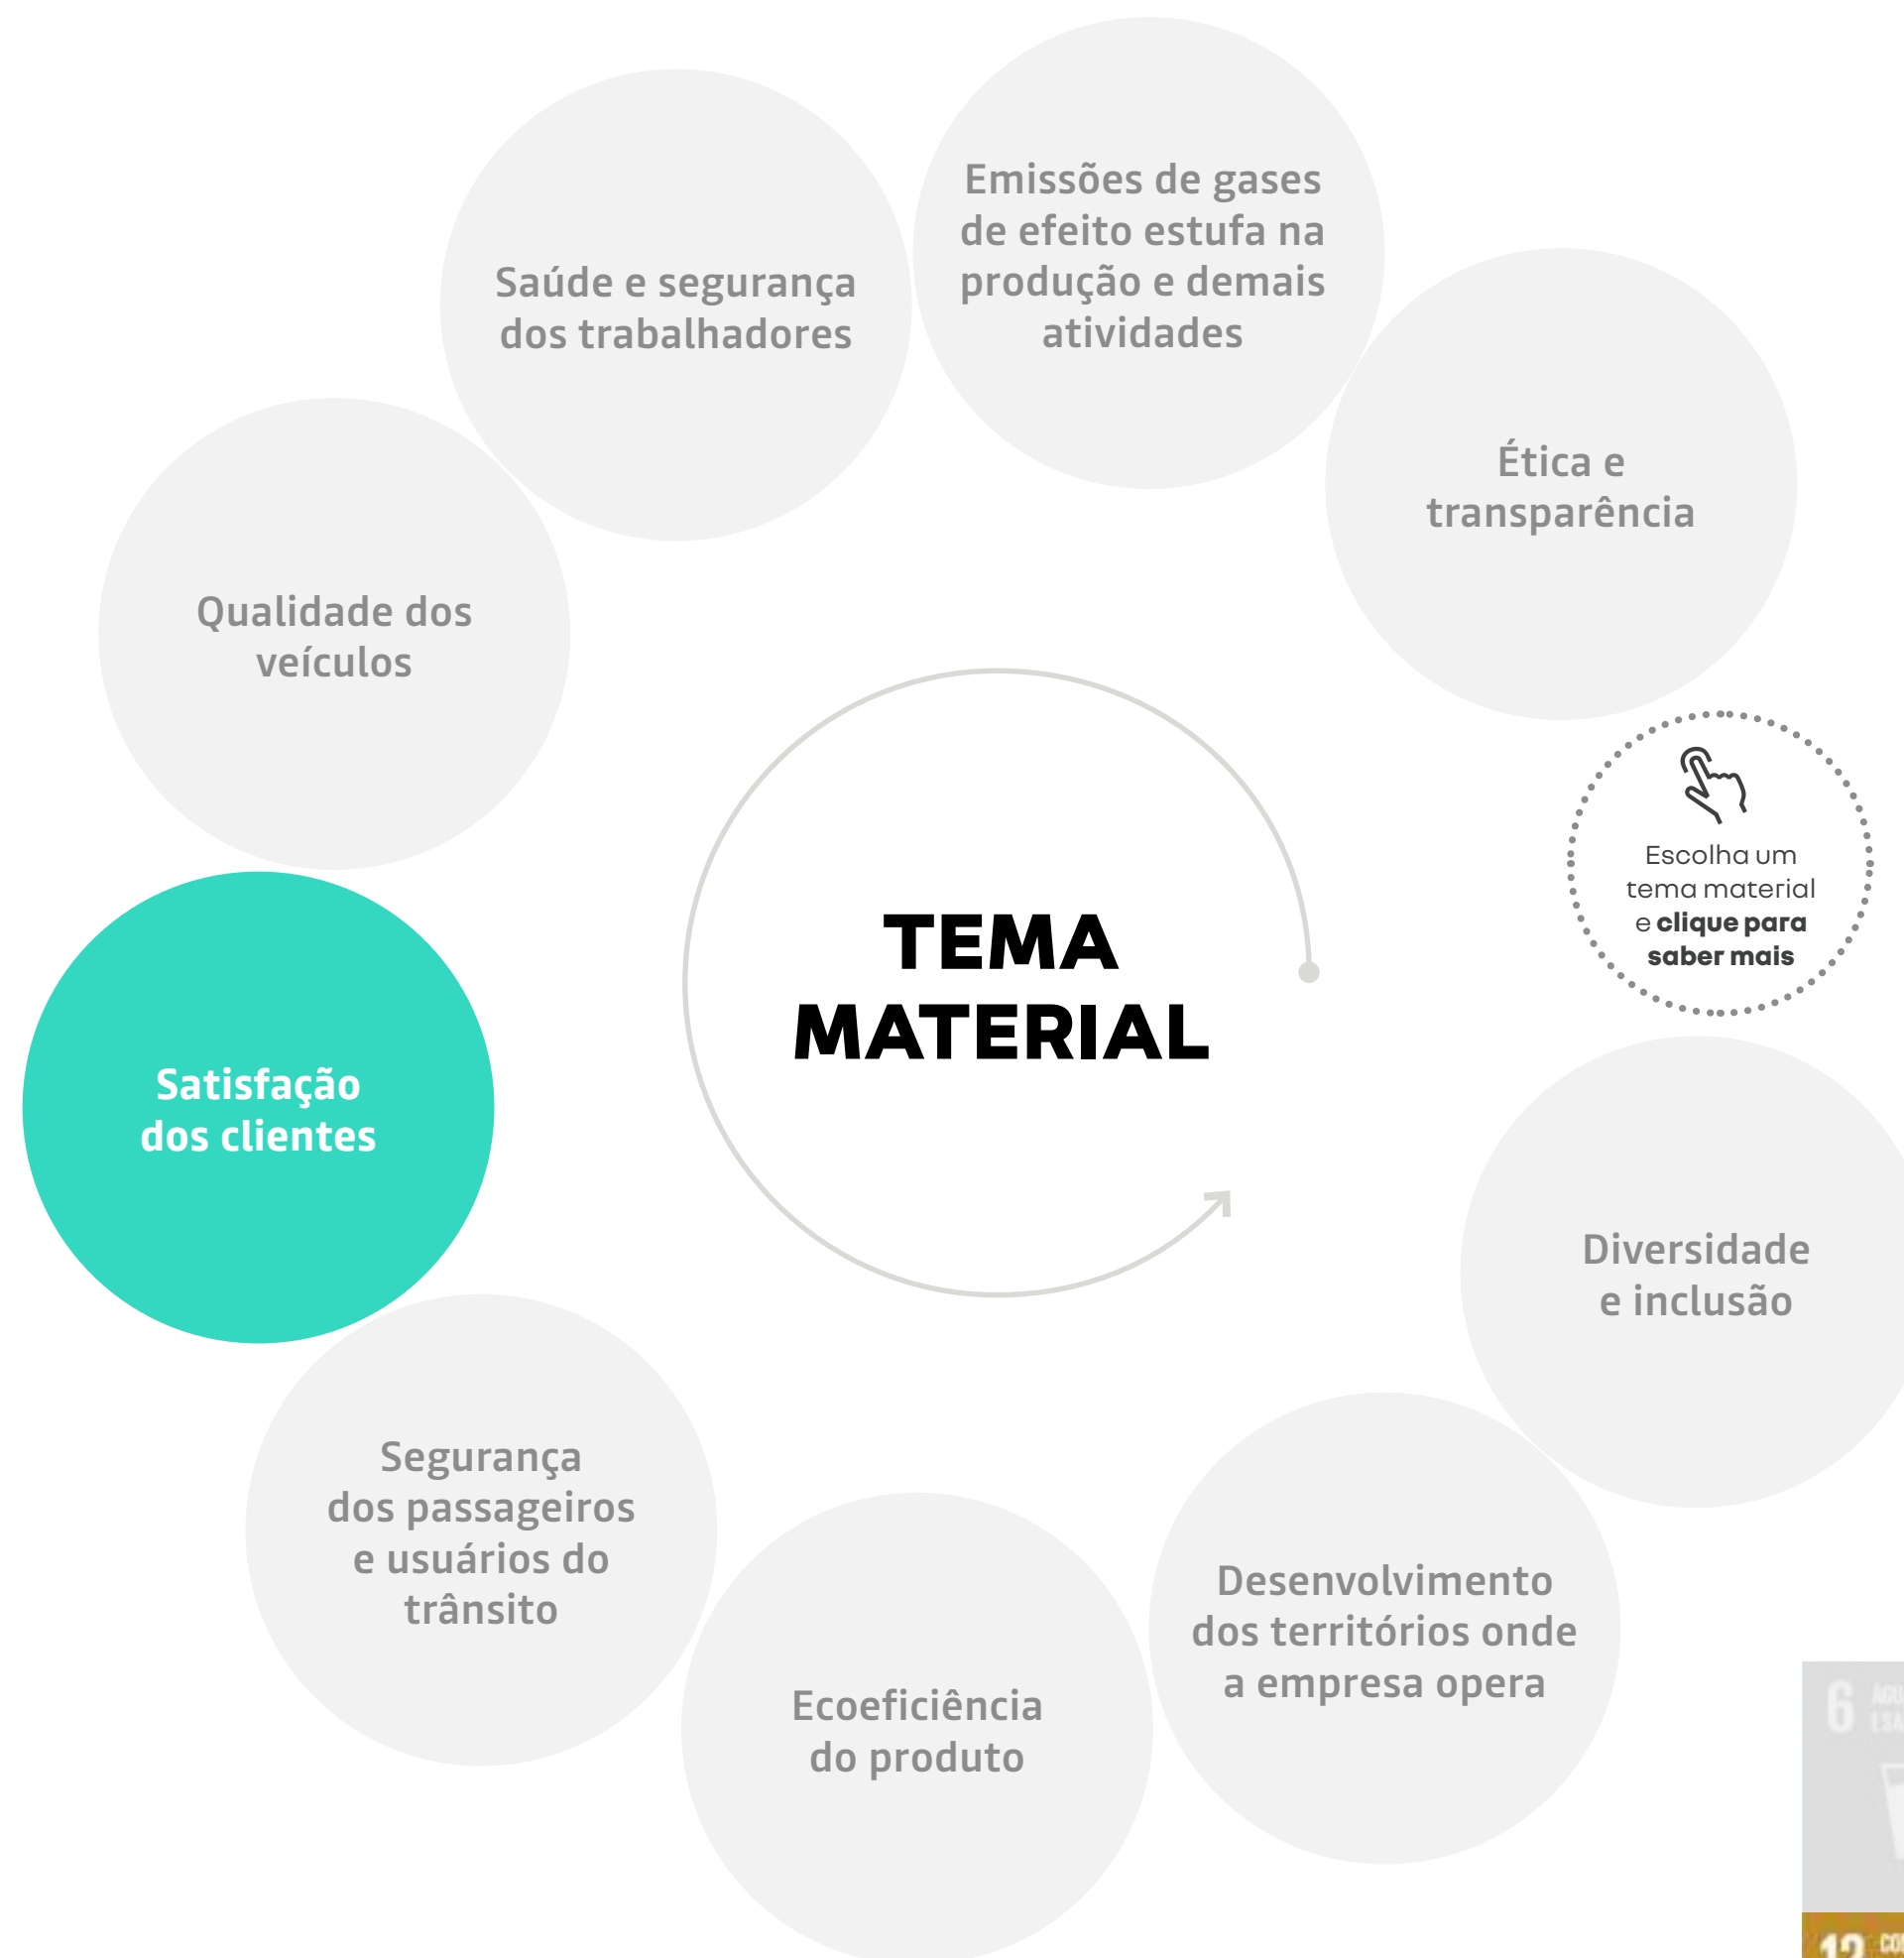 Emissões de gases
de efeito estufa na
produção e demais
atividades
Saúde e segurança
dos trabalhadores
Ética e
transparência
Qualidade dos
veículos
Escolha um
tema material
e clique para
saber mais
TEMA
MATERIAL
Satisfação
dos clientes
Diversidade
e inclusão
Segurança
dos passageiros
e usuários do
trânsito
Desenvolvimento
dos territórios onde
a empresa opera
Ecoeficiência
do produto
6
12